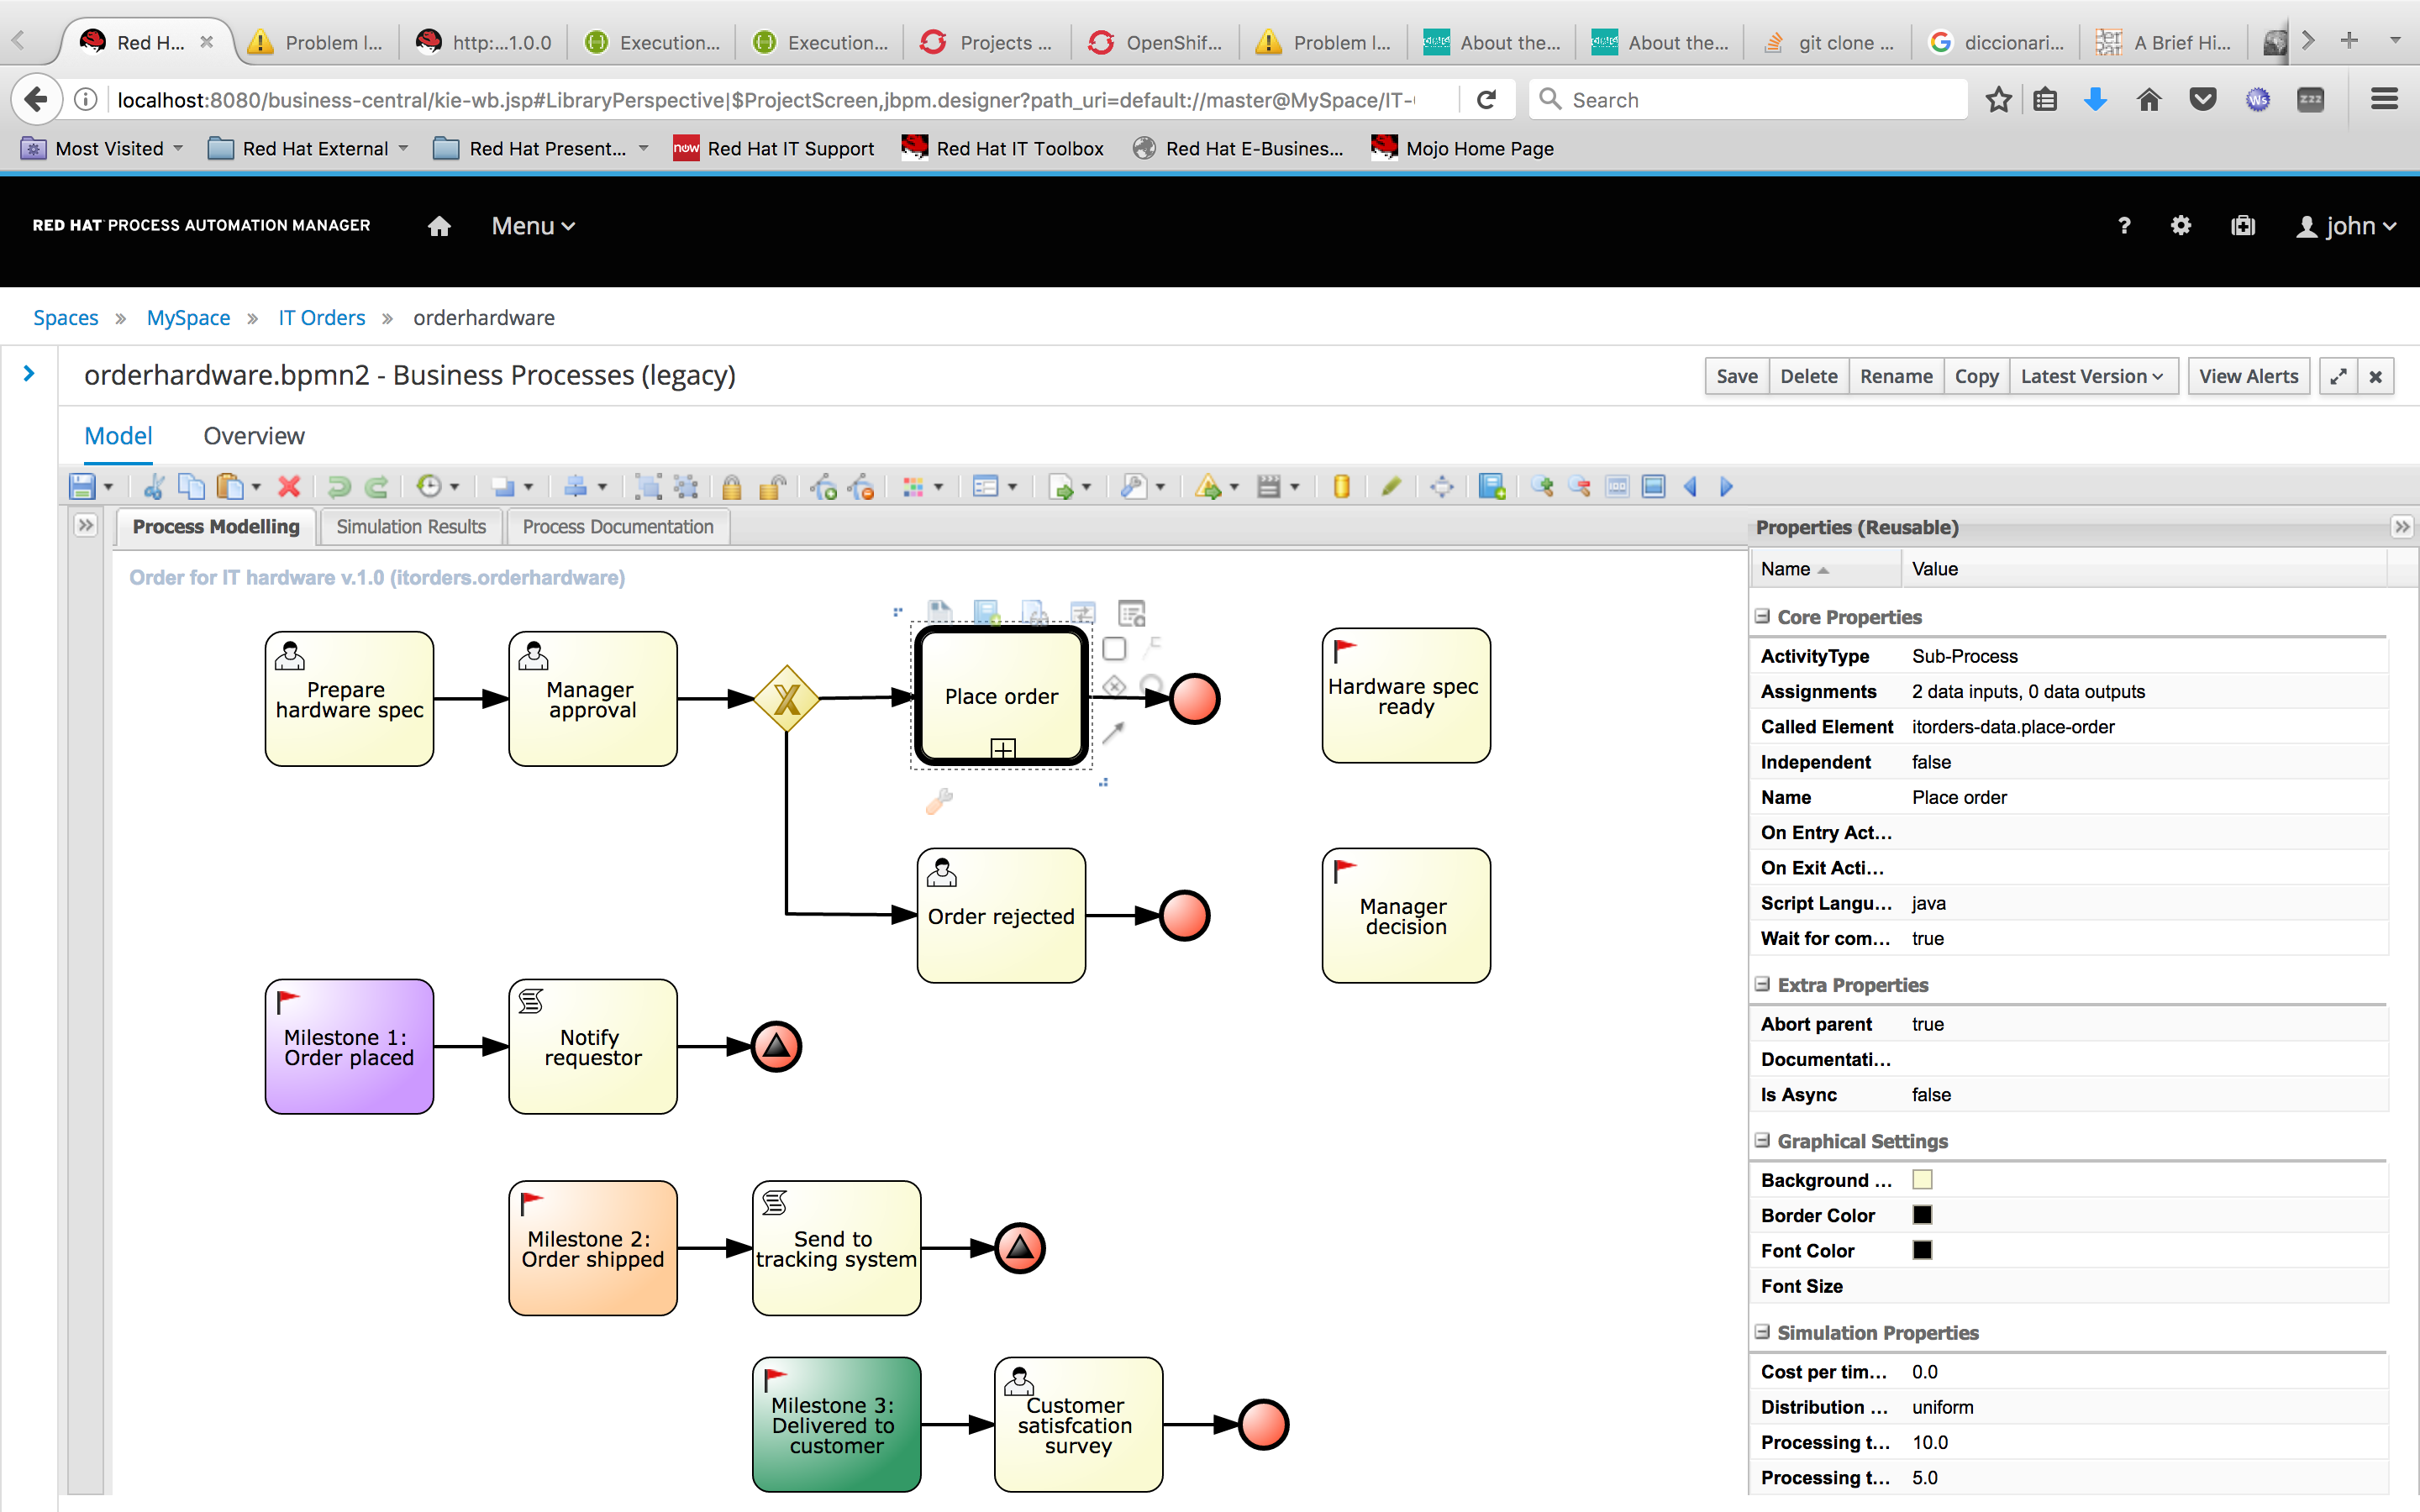 Red H...
Problem l...
http:...1.0.0
Execution...
Execution...
Projects ...
OpenShif...
Problem l...
About the...
About the...
git clone ...
diccionari...
A Brief Hi...
localhost:8080/business-central/kie-wb.jsp#LibraryPerspective|$ProjectScreen,jbpm.designer?path_uri=default://master@MySpace/IT-
Search
Most Visited
Red Hat External
Red Hat Present...
now
Red Hat IT Support
Red Hat IT Toolbox
Red Hat E-Busines...
Mojo Home Page
RED HAT PROCESS AUTOMATION MANAGER
Menu
?
john
Spaces » MySpace » IT Orders » orderhardware
orderhardware.bpmn2 - Business Processes (legacy)
Save
Delete
Rename
Copy
Latest Version
View Alerts
Model
Overview
Process Modelling
Simulation Results
Process Documentation
Properties (Reusable)
Order for IT hardware v.1.0 (itorders.orderhardware)
Prepare
hardware spec
Manager
approval
Place order
Hardware spec
ready
Order rejected
Manager
decision
Milestone 1:
Order placed
Notify
requestor
Milestone 2:
Order shipped
Send to
tracking system
Milestone 3:
Delivered to
customer
Customer
satisfcation
survey
Name Value
Core Properties
ActivityType Sub-Process
Assignments 2 data inputs, 0 data outputs
Called Element itorders-data.place-order
Independent false
Name Place order
On Entry Act...
On Exit Acti...
Script Langu... java
Wait for com... true
Extra Properties
Abort parent true
Documentati...
Is Async false
Graphical Settings
Background ...
Border Color
Font Color
Font Size
Simulation Properties
Cost per tim... 0.0
Distribution ... uniform
Processing t... 10.0
Processing t... 5.0